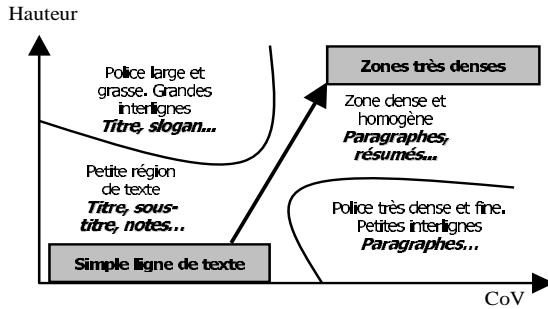 Hauteur
Police large et
grasse. Grandes
interlignes
Titre, slogan...
Zones très denses
Zone dense et
homogène
Paragraphes,
résumés...
Petite région
de texte
Titre, sous-
titre, notes...
Police très dense et fine.
Petites interlignes
Paragraphes...
Simple ligne de texte
CoV